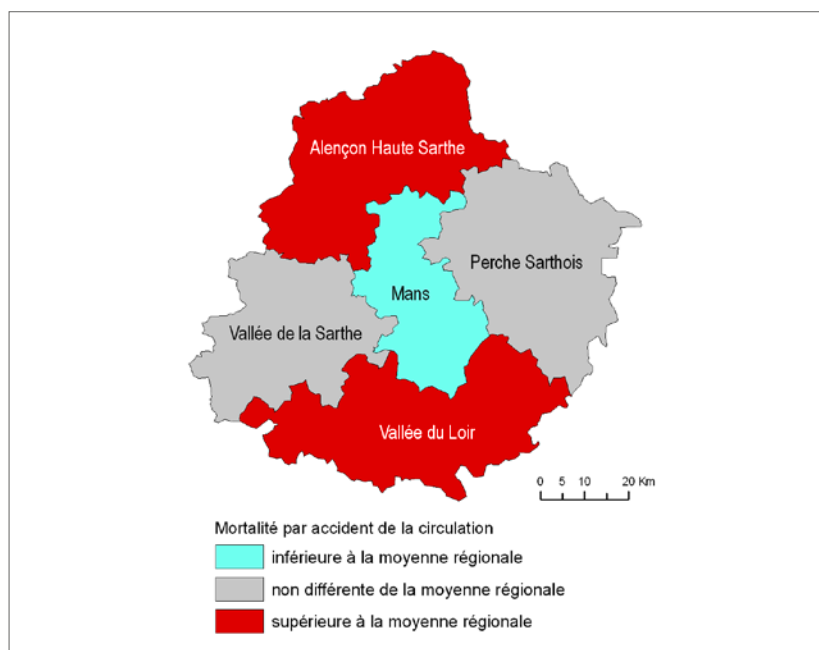 Alençon Haute Sarthe
Perche Sarthois
Mans
Vallée de la Sarthe
Vallée du Loir
0 5 10 20 Km
Mortalité par accident de la circulation
inférieure à la moyenne régionale
non différente de la moyenne régionale
supérieure à la moyenne régionale